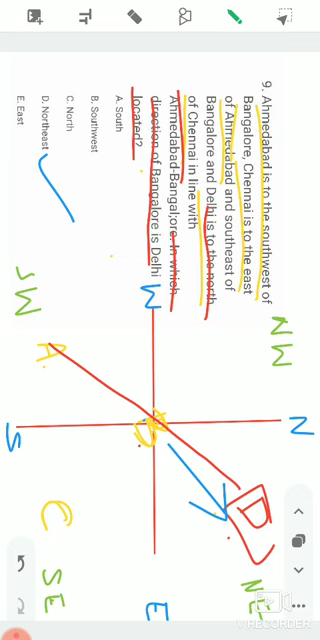 9. Ahmedabad is to the southwest of
Bangalore, Chennai is to the east
of Ahmedabad and southeast of
Bangalore and Delhi is to the north
of Chennai in line with
Ahmedabad-Bangal;ore. In which
direction of Bangalore is Delhi
located?
A. South
B. Southwest
C. North
D. Northeast
E. East
NW
N
NE
W
E
SW
S
SE
A
C
D
RECORDER